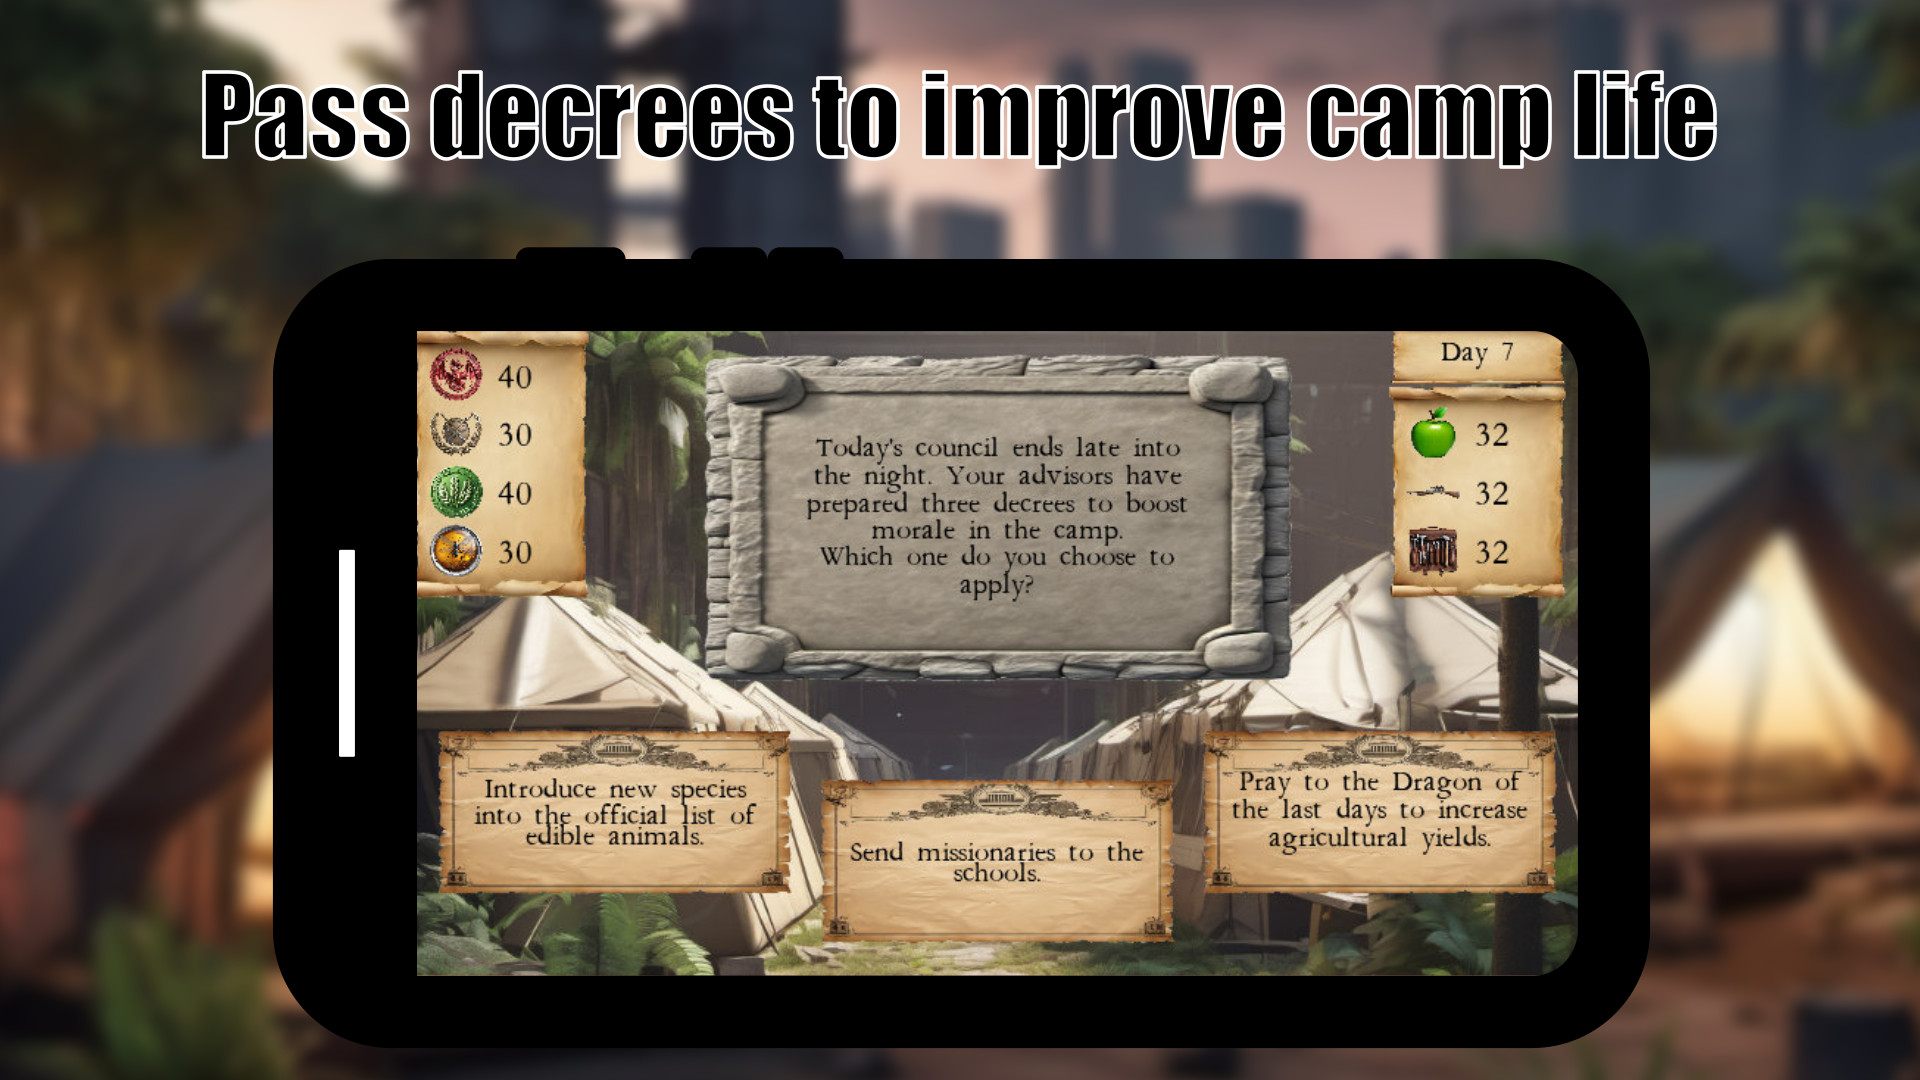 Pass decrees to improve camp life
40
30
40
30
Today's council ends late into
the night. Your advisors have
prepared three decrees to boost
morale in the camp.
Which one do you choose to
apply?
Day 7
32
32
32
Introduce new species
into the official list of
edible animals.
Send missionaries to the
schools.
Pray to the Dragon of
the last days to increase
agricultural yields.